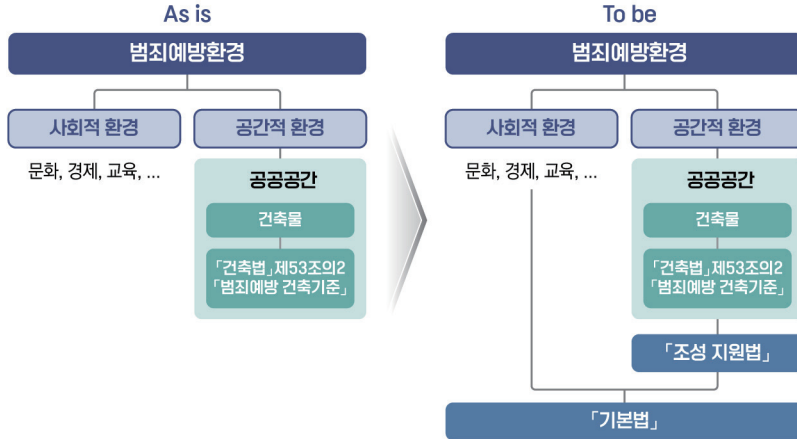 As is
범죄예방환경
사회적 환경
공간적 환경
문화, 경제, 교육, ...
공공공간
건축물
「건축법」제53조의2
「범죄예방 건축기준」
To be
범죄예방환경
사회적 환경
공간적 환경
문화, 경제, 교육, ...
공공공간
건축물
「건축법」제53조의2
「범죄예방 건축기준」
「조성 지원법」
「기본법」